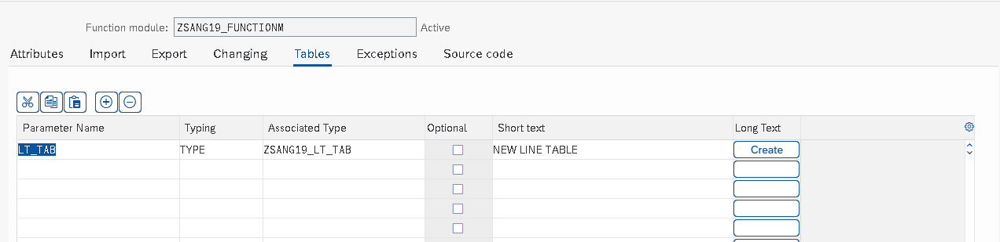 Function module: ZSANG19_FUNCTIONM Active
Attributes Import Export Changing Tables Exceptions Source code
Parameter Name Typing Associated Type Optional Short text Long Text
LT_TAB TYPE ZSANG19_LT_TAB NEW LINE TABLE Create